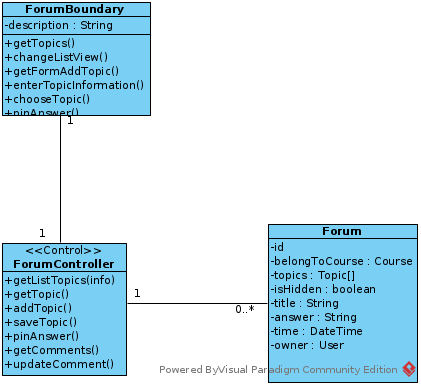 ForumBoundary
-description : String
+getTopics()
+changeListView()
+getFormAddTopic()
+enterTopicInformation()
+chooseTopic()
+pinAnswer()
1
1
<<Control>>
ForumController
+getListTopics(info)
+getTopic()
+addTopic()
+saveTopic()
+pinAnswer()
+getComments()
+updateComment()
1
0..*
Forum
-id
-belongToCourse : Course
-topics : Topic[]
-isHidden : boolean
-title : String
-answer : String
-time : DateTime
-owner : User
Powered ByVisual Paradigm Community Edition